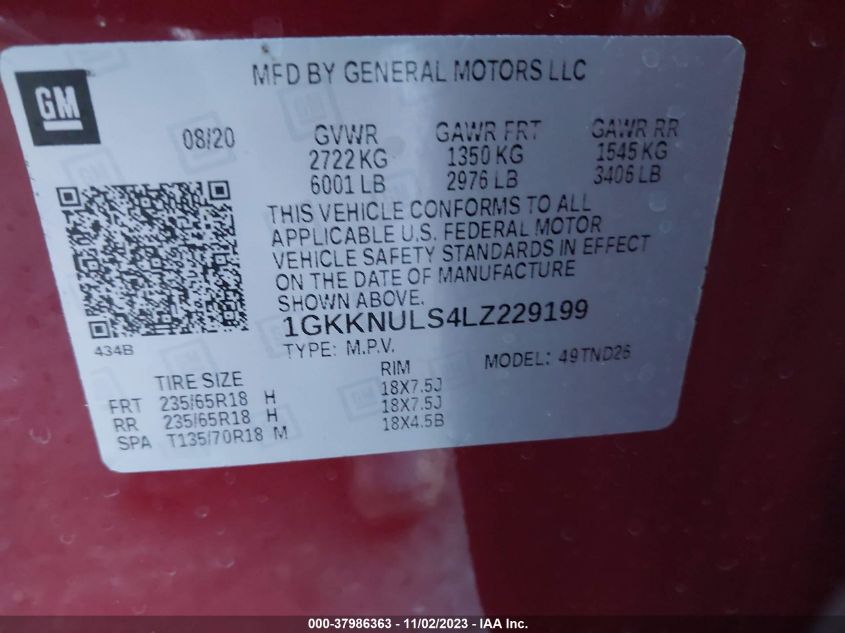 MFD BY GENERAL MOTORS LLC
GM
08/20
GVWR GAWR FRT GAWR RR
2722 KG 1350 KG 1545 KG
6001 LB 2976 LB 3406 LB
THIS VEHICLE CONFORMS TO ALL
APPLICABLE U.S. FEDERAL MOTOR
VEHICLE SAFETY STANDARDS IN EFFECT
ON THE DATE OF MANUFACTURE
SHOWN ABOVE.
1GKKNULS4LZ229199
434B
TYPE: M.P.V. MODEL: 49TND26
TIRE SIZE RIM
FRT 235/65R18 H 18X7.5J
RR 235/65R18 H 18X7.5J
SPA T135/70R18 M 18X4.5B
000-37986363 - 11/02/2023 - IAA Inc.